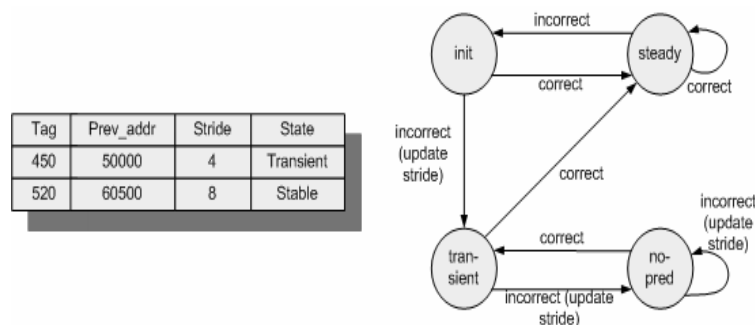 Tag Prev_addr Stride State
450 50000 4 Transient
520 60500 8 Stable
incorrect
init
steady
correct
correct
incorrect
(update
stride)
correct
incorrect
(update
stride)
tran-
sient
correct
no-
pred
incorrect (update
stride)